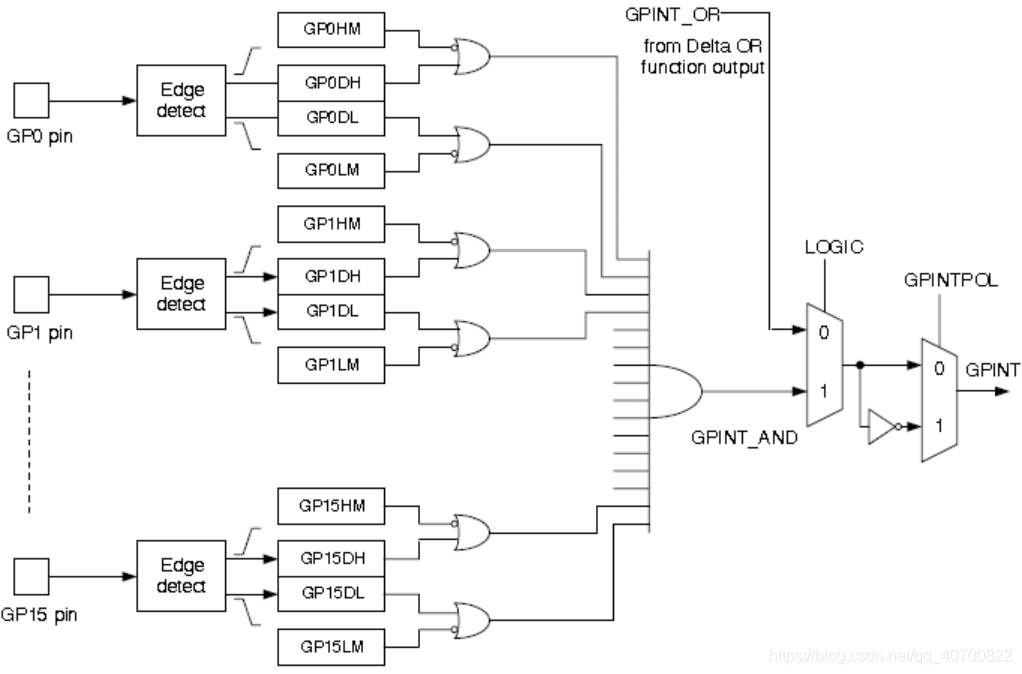 GPINT_OR
from Delta OR
function output
GP0HM
GP0DH
GP0DL
GP0LM
Edge
detect
GP0 pin
GP1HM
GP1DH
GP1DL
GP1LM
Edge
detect
GP1 pin
LOGIC
GPINTPOL
0
1
0
1
GPINT
GPINT_AND
GP15HM
GP15DH
GP15DL
GP15LM
Edge
detect
GP15 pin
https://blog.csdn.net/qq_40700822